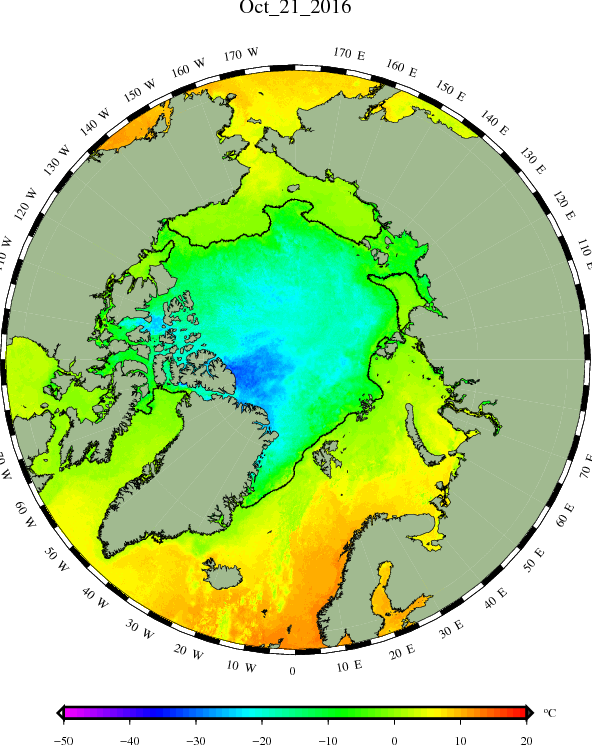 Oct_21_2016
170 W
170 E
160 W
160 E
150 W
150 E
140 W
140 E
130 W
130 E
120 W
120 E
110 E
70 E
60 W
60 E
50 W
50 E
40 W
40 E
30 W
30 E
20 W
20 E
10 W
10 E
0
°C
−50 −40 −30 −20 −10 0 10 20